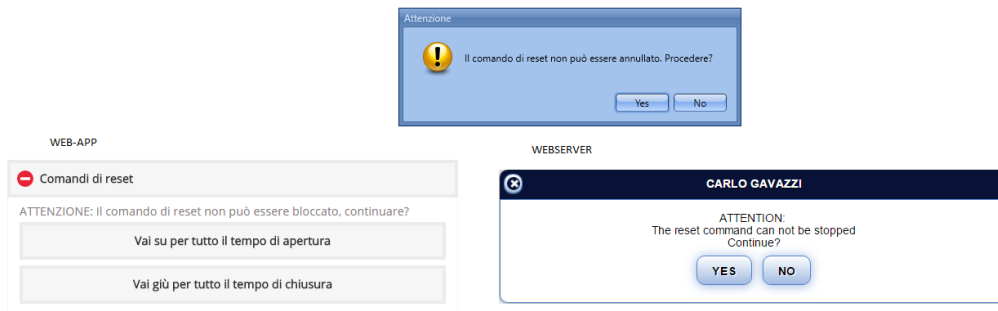 Attenzione
Il comando di reset non può essere annullato. Procedere?
Yes No
WEB-APP
Comandi di reset
ATTENZIONE: Il comando di reset non può essere bloccato, continuare?
Vai su per tutto il tempo di apertura
Vai giù per tutto il tempo di chiusura
WEBSERVER
CARLO GAVAZZI
ATTENTION:
The reset command can not be stopped
Continue?
YES NO